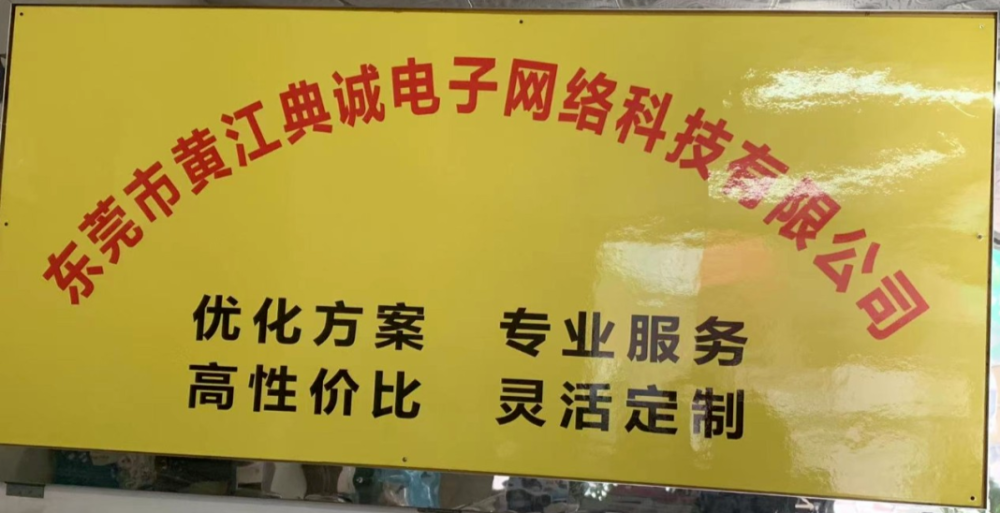 东莞市黄江典诚电子网络科技有限公司
优化方案 专业服务
高性价比 灵活定制